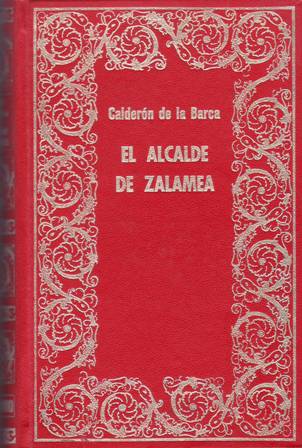 Calderón de la Barca
EL ALCALDE
DE ZALAMEA